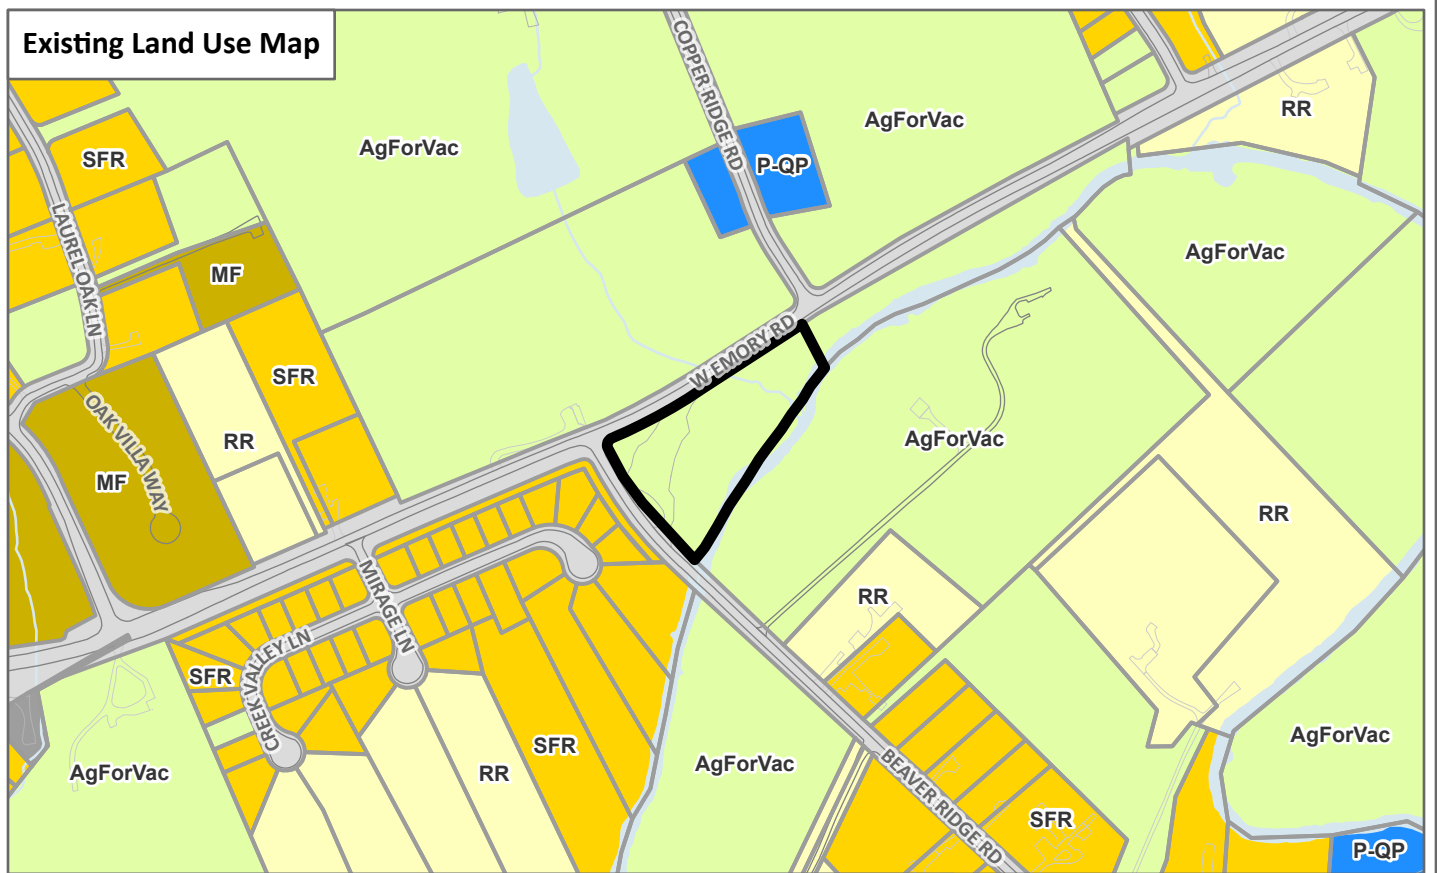 Existing Land Use Map
COPPER RIDGE RD
AgForVac
RR
AgForVac
SFR
P-QP
LAUREL OAK LN
AgForVac
MF
W EMORY RD
SFR
OAK VILLA WAY
RR
AgForVac
MF
RR
MIRAGE LN
RR
CREEK VALLEY LN
SFR
SFR
AgForVac
AgForVac
RR
AgForVac
BEAVER RIDGE RD
SFR
P-QP